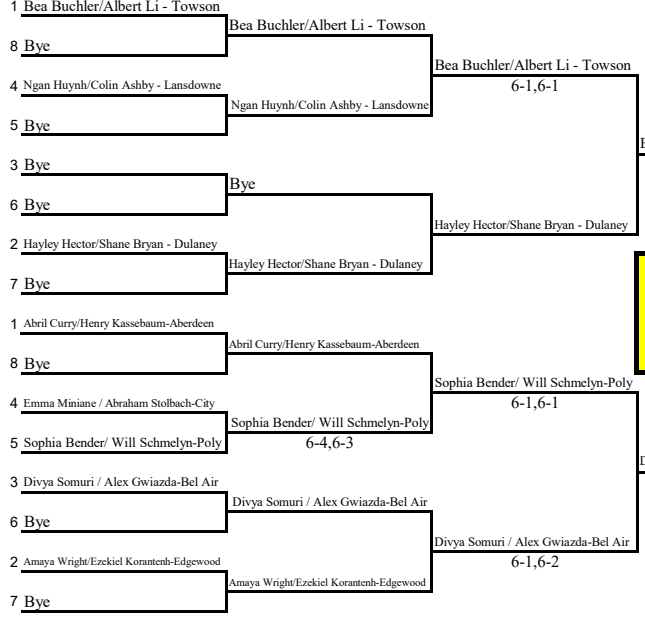 1 Bea Buchler/Albert Li - Towson
Bea Buchler/Albert Li - Towson
8 Bye
Bea Buchler/Albert Li - Towson
6-1,6-1
4 Ngan Huynh/Colin Ashby - Lansdowne
Ngan Huynh/Colin Ashby - Lansdowne
5 Bye
3 Bye
Bye
6 Bye
Hayley Hector/Shane Bryan - Dulaney
2 Hayley Hector/Shane Bryan - Dulaney
Hayley Hector/Shane Bryan - Dulaney
7 Bye
1 Abril Curry/Henry Kassebaum-Aberdeen
Abril Curry/Henry Kassebaum-Aberdeen
8 Bye
Sophia Bender/ Will Schmelyn-Poly
6-1,6-1
4 Emma Miniane / Abraham Stolbach-City
Sophia Bender/ Will Schmelyn-Poly
5 Sophia Bender/ Will Schmelyn-Poly
6-4,6-3
3 Divya Somuri / Alex Gwiazda-Bel Air
Divya Somuri / Alex Gwiazda-Bel Air
6 Bye
Divya Somuri / Alex Gwiazda-Bel Air
6-1,6-2
2 Amaya Wright/Ezekiel Korantenh-Edgewood
Amaya Wright/Ezekiel Korantenh-Edgewood
7 Bye